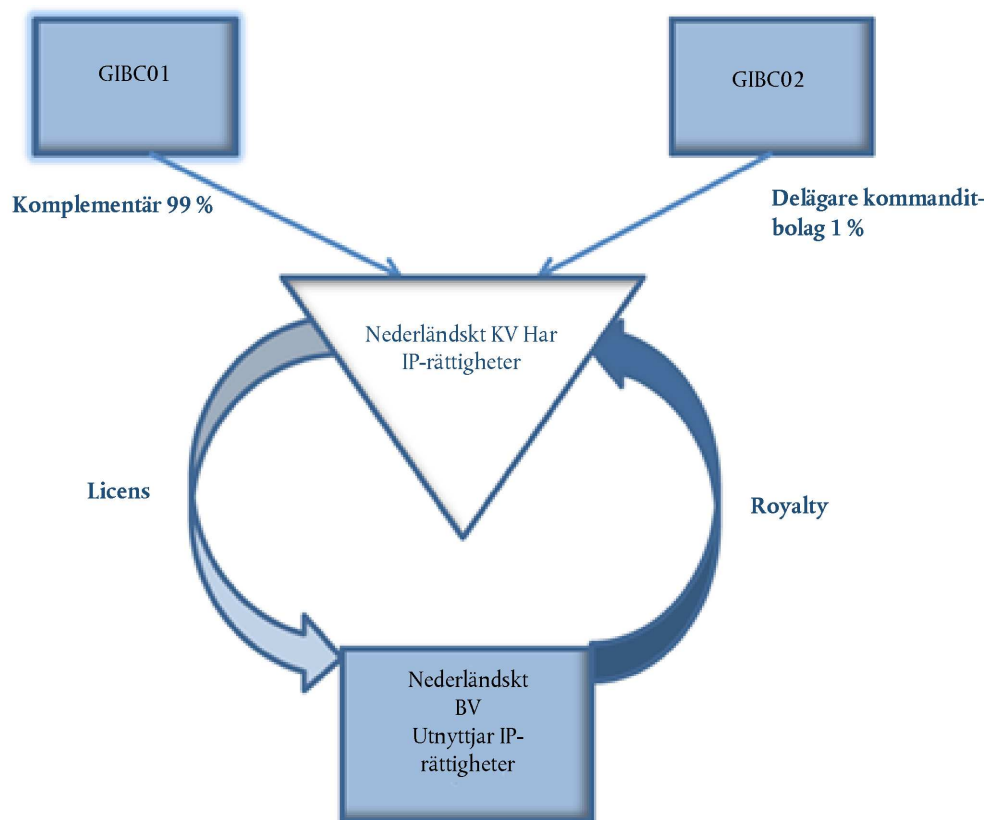 GIBC01
GIBC02
Komplementär 99 %
Delägare kommandit-
bolag 1 %
Nederländskt KV Har
IP-rättigheter
Licens
Royalty
Nederländskt
BV
Utnyttjar IP-
rättigheter